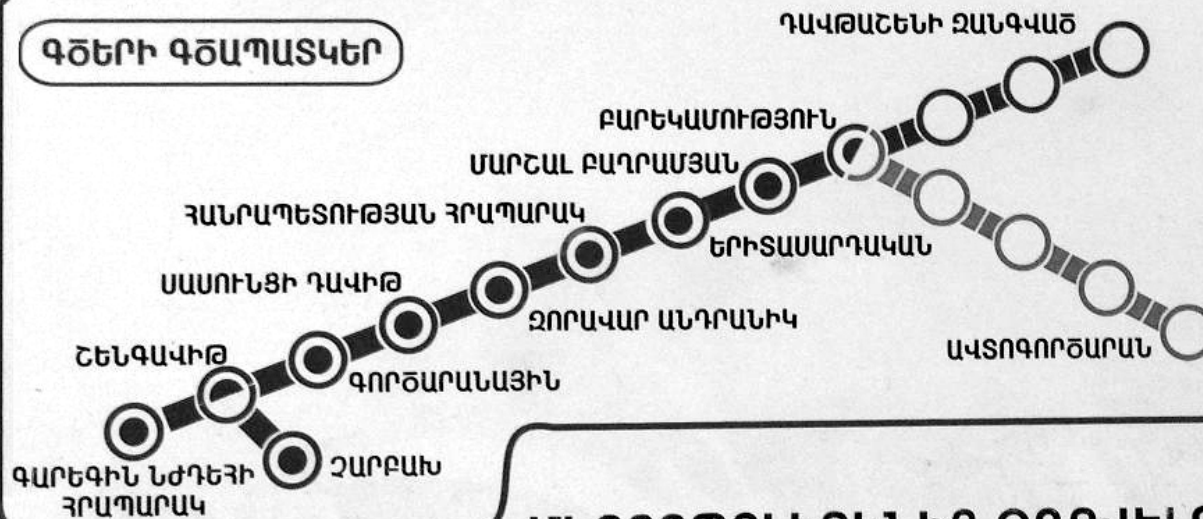 ԳԾԵՐԻ ԳԾԱՊԱՏԿԵՐ
ԴԱՎԹԱՇԵՆԻ ԶԱՆԳՎԱԾ
ԲԱՐԵԿԱՄՈՒԹՅՈՒՆ
ՄԱՐՇԱԼ ԲԱՂՐԱՄՅԱՆ
ՀԱՆՐԱՊԵՏՈՒԹՅԱՆ ՀՐԱՊԱՐԱԿ
ԵՐԻՏԱՍԱՐԴԱԿԱՆ
ՍԱՍՈՒՆՑԻ ԴԱՎԻԹ
ԶՈՐԱՎԱՐ ԱՆԴՐԱՆԻԿ
ԱՎՏՈԳՈՐԾԱՐԱՆ
ՇԵՆԳԱՎԻԹ
ԳՈՐԾԱՐԱՆԱՅԻՆ
ԳԱՐԵԳԻՆ ՆԺԴԵՀԻ
ՀՐԱՊԱՐԱԿ
ՉԱՐԲԱԽ